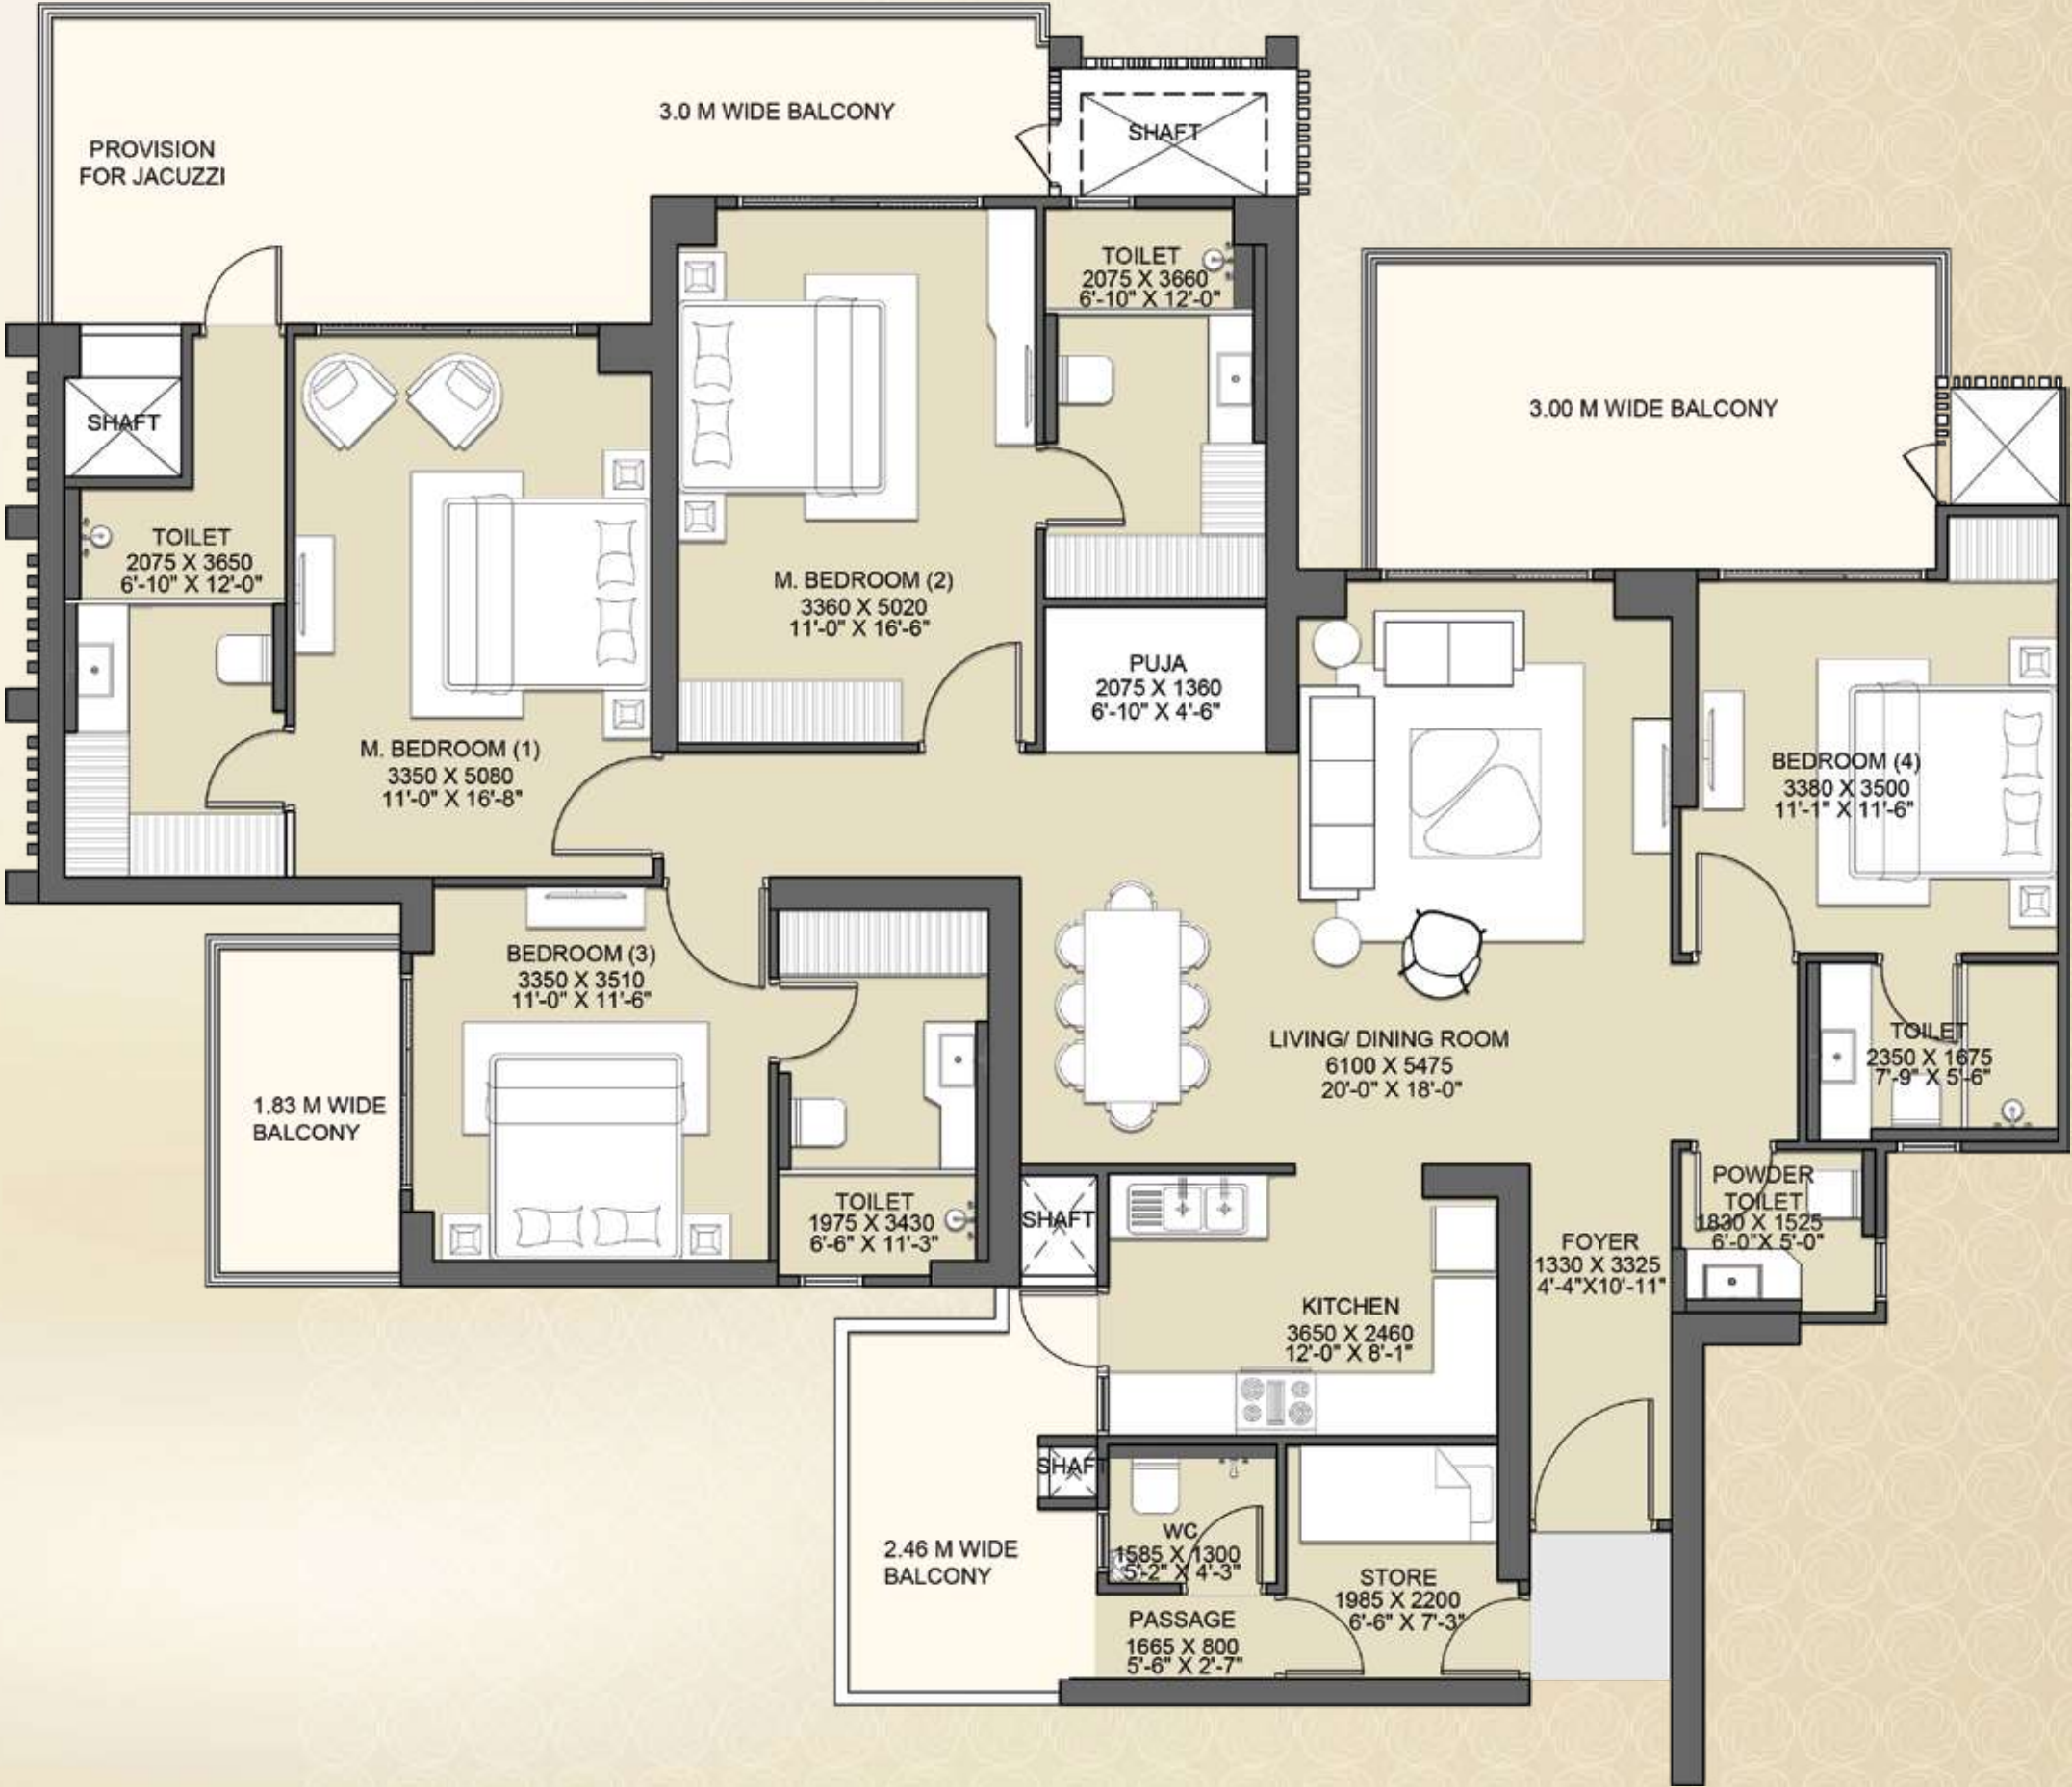 3.0 M WIDE BALCONY
PROVISION
FOR JACUZZI
SHAFT
TOILET
2075 X 3660
6'-10" X 12'-0"
SHAFT
3.00 M WIDE BALCONY
TOILET
2075 X 3650
6'-10" X 12'-0"
M. BEDROOM (2)
3360 X 5020
11'-0" X 16'-6"
PUJA
2075 X 1360
6'-10" X 4'-6"
M. BEDROOM (1)
3350 X 5080
11'-0" X 16'-8"
BEDROOM (4)
3380 X 3500
11'-1" X 11'-6"
BEDROOM (3)
3350 X 3510
11'-0" X 11'-6"
LIVING/ DINING ROOM
6100 X 5475
20'-0" X 18'-0"
TOILET
2350 X 1675
7'-9" X 5'-6"
1.83 M WIDE
BALCONY
TOILET
1975 X 3430
6'-6" X 11'-3"
SHAFT
POWDER
TOILET
1830 X 1525
6'-0"X 5'-0"
FOYER
1330 X 3325
4'-4"X10'-11"
KITCHEN
3650 X 2460
12'-0" X 8'-1"
SHAFT
2.46 M WIDE
BALCONY
WC
1585 X 1300
5'-2" X 4'-3"
STORE
1985 X 2200
6'-6" X 7'-3"
PASSAGE
1665 X 800
5'-6" X 2'-7"